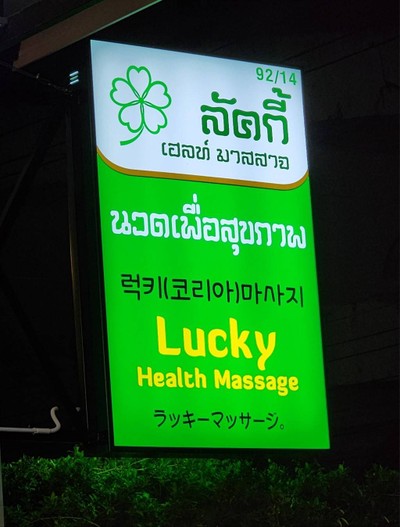 92/14
ลัคกี้
เฮลท์ มาสสาจ
นวดเพื่อสุขภาพ
럭키(코리아)마사지
Lucky
Health Massage
ラッキーマッサージ。